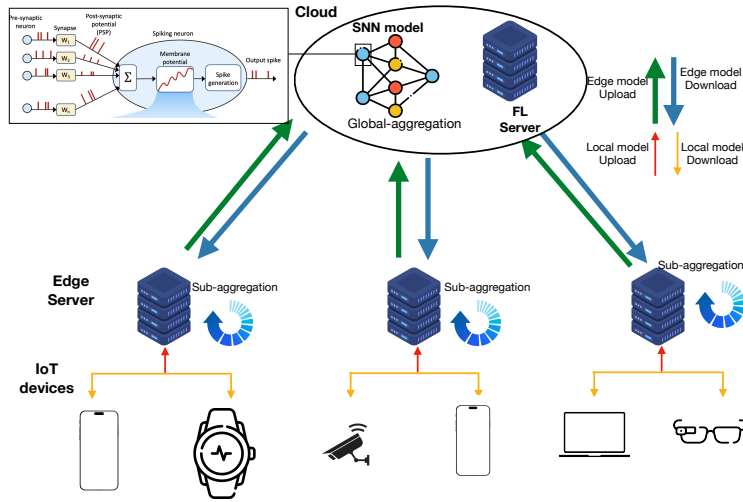 Cloud
Pre-synaptic
neuron
Synapse
Post-synaptic
potential
(PSP)
Spiking neuron
Membrane
potential
Output spike
W₁
W₂
W₃
Wₙ
Σ
Spike
generation
SNN model
Global-aggregation
FL
Server
Edge model
Upload
Edge model
Download
Local model
Upload
Local model
Download
Edge
Server
Sub-aggregation
Sub-aggregation
Sub-aggregation
IoT
devices